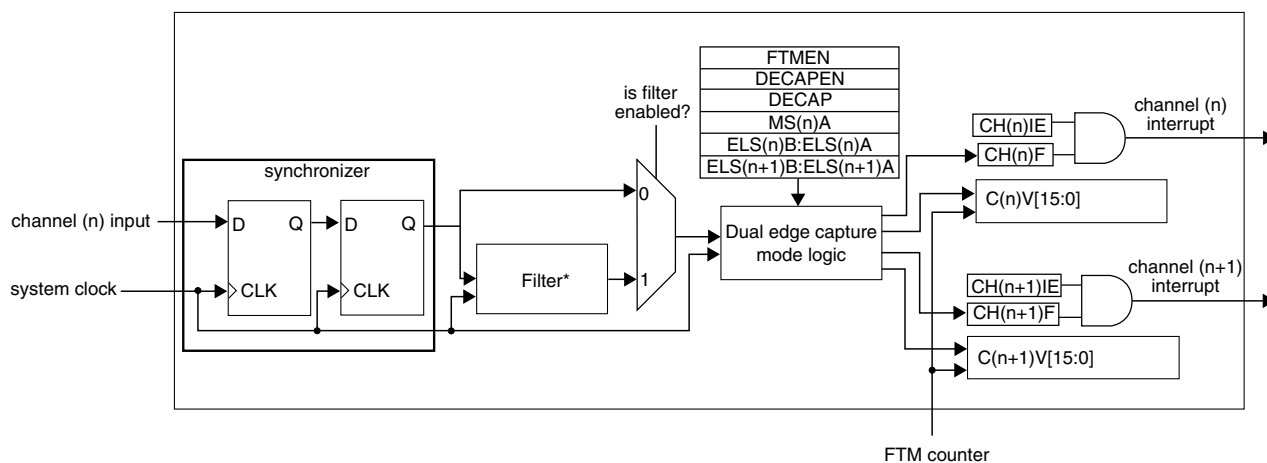 FTMEN
DECAPEN
DECAP
MS(n)A
ELS(n)B:ELS(n)A
ELS(n+1)B:ELS(n+1)A
is filter
enabled?
synchronizer
channel (n) input
D
Q
D
Q
system clock
CLK
CLK
Filter*
0
1
Dual edge capture
mode logic
CH(n)IE
CH(n)F
channel (n)
interrupt
C(n)V[15:0]
CH(n+1)IE
CH(n+1)F
channel (n+1)
interrupt
C(n+1)V[15:0]
FTM counter